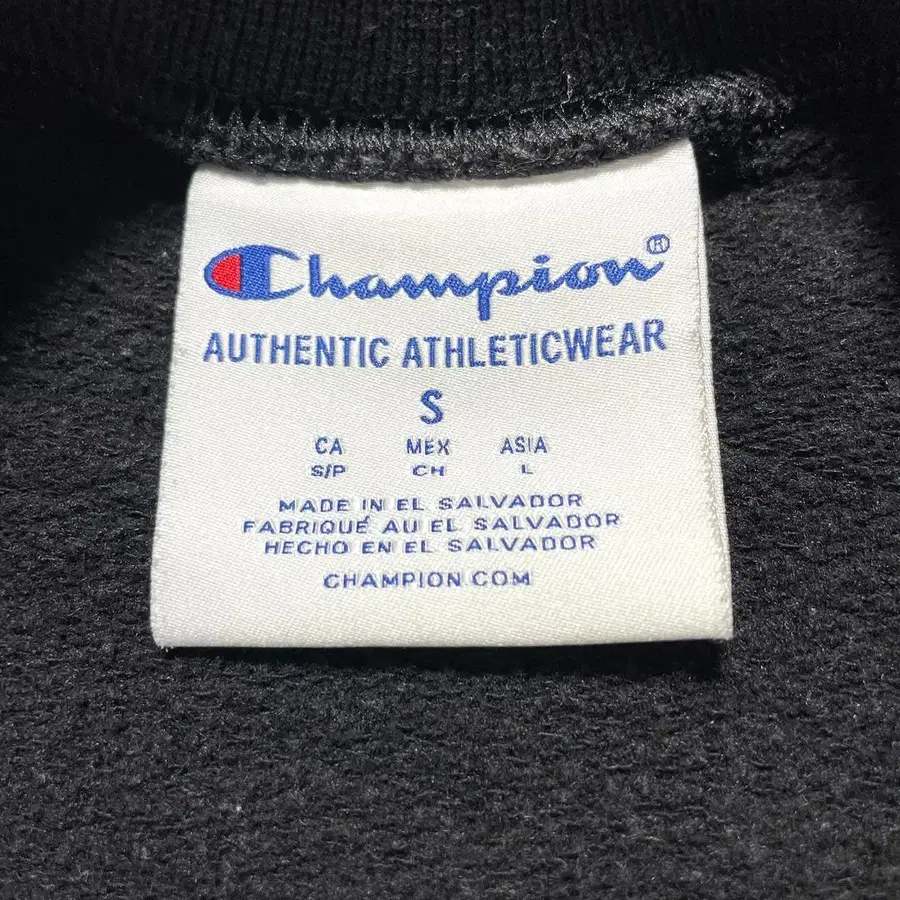 Champion®
AUTHENTIC ATHLETICWEAR
S
CA MEX ASIA
S/P CH L
MADE IN EL SALVADOR
FABRIQUÉ AU EL SALVADOR
HECHO EN EL SALVADOR
CHAMPION.COM